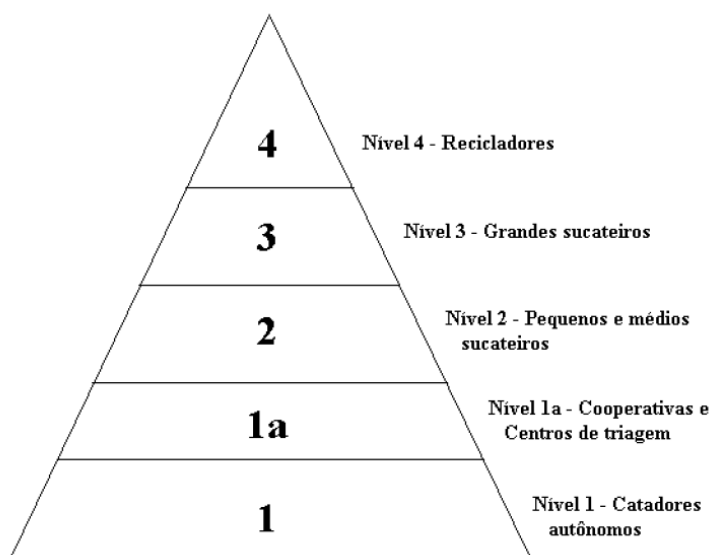 4
Nível 4 - Recicladores
3
Nível 3 - Grandes sucateiros
2
Nível 2 - Pequenos e médios
sucateiros
1a
Nível 1a - Cooperativas e
Centros de triagem
1
Nível 1 - Catadores
autônomos